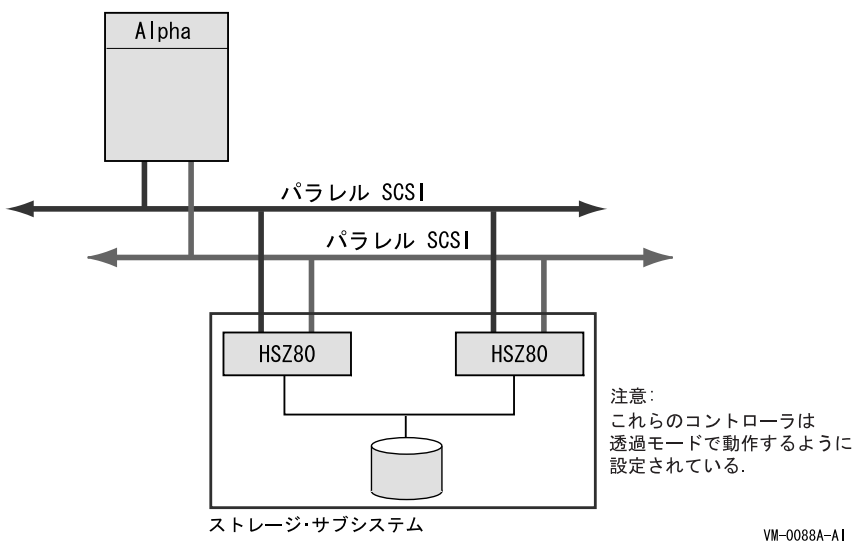 Alpha
パラレル SCSI
パラレル SCSI
HSZ80
HSZ80
注意:
これらのコントローラは
透過モードで動作するように
設定されている.
ストレージ･サブシステム
VM-0088A-AI